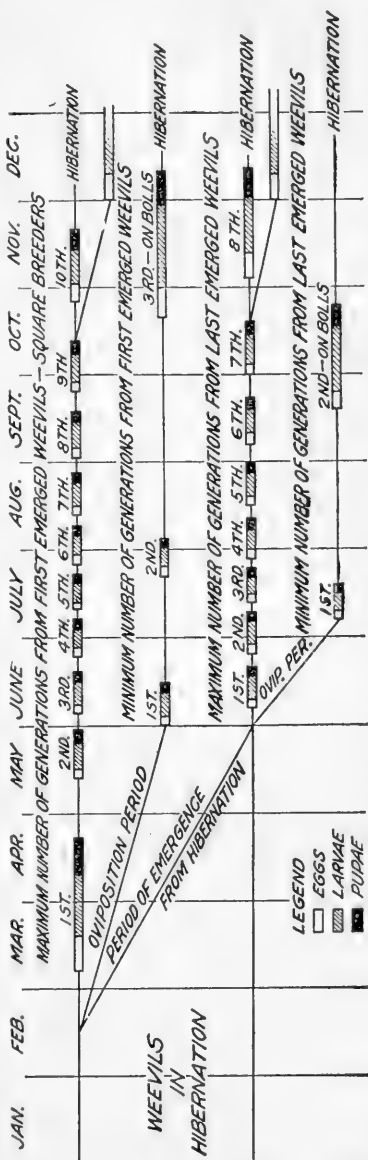 JAN. FEB. MAR. APR. MAY JUNE JULY AUG. SEPT. OCT. NOV. DEC.
MAXIMUM NUMBER OF GENERATIONS FROM FIRST EMERGED WEEVILS—SQUARE BREEDERS
1ST. 2ND. 3RD. 4TH. 5TH. 6TH. 7TH. 8TH. 9TH 10TH. HIBERNATION
OVIPOSITION PERIOD
MINIMUM NUMBER OF GENERATIONS FROM FIRST EMERGED WEEVILS
1ST. 2ND. 3RD.-ON BOLLS HIBERNATION
WEEVILS
IN
HIBERNATION
PERIOD OF EMERGENCE
FROM HIBERNATION
MAXIMUM NUMBER OF GENERATIONS FROM LAST EMERGED WEEVILS
1ST. 2ND. 3RD. 4TH. 5TH. 6TH. 7TH. 8TH. HIBERNATION
OVIP. PER.
MINIMUM NUMBER OF GENERATIONS FROM LAST EMERGED WEEVILS
1ST. 2ND-ON BOLLS HIBERNATION
LEGEND
EGGS
LARVAE
PUPAE